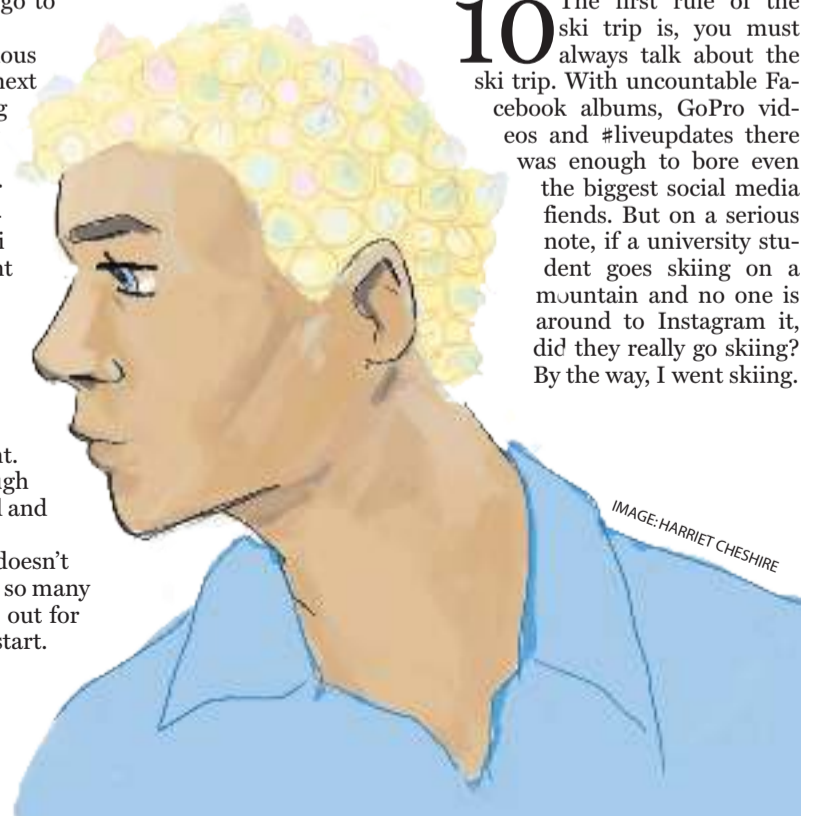 go to
ous
next
g
i
nt
nt.
ugh
l and
doesn't
so many
out for
start.
10
The first rule of the
ski trip is, you must
always talk about the
ski trip. With uncountable Fa-
cebook albums, GoPro vid-
eos and #liveupdates there
was enough to bore even
the biggest social media
fiends. But on a serious
note, if a university stu-
dent goes skiing on a
mountain and no one is
around to Instagram it,
did they really go skiing?
By the way, I went skiing.
IMAGE: HARRIET CHESHIRE